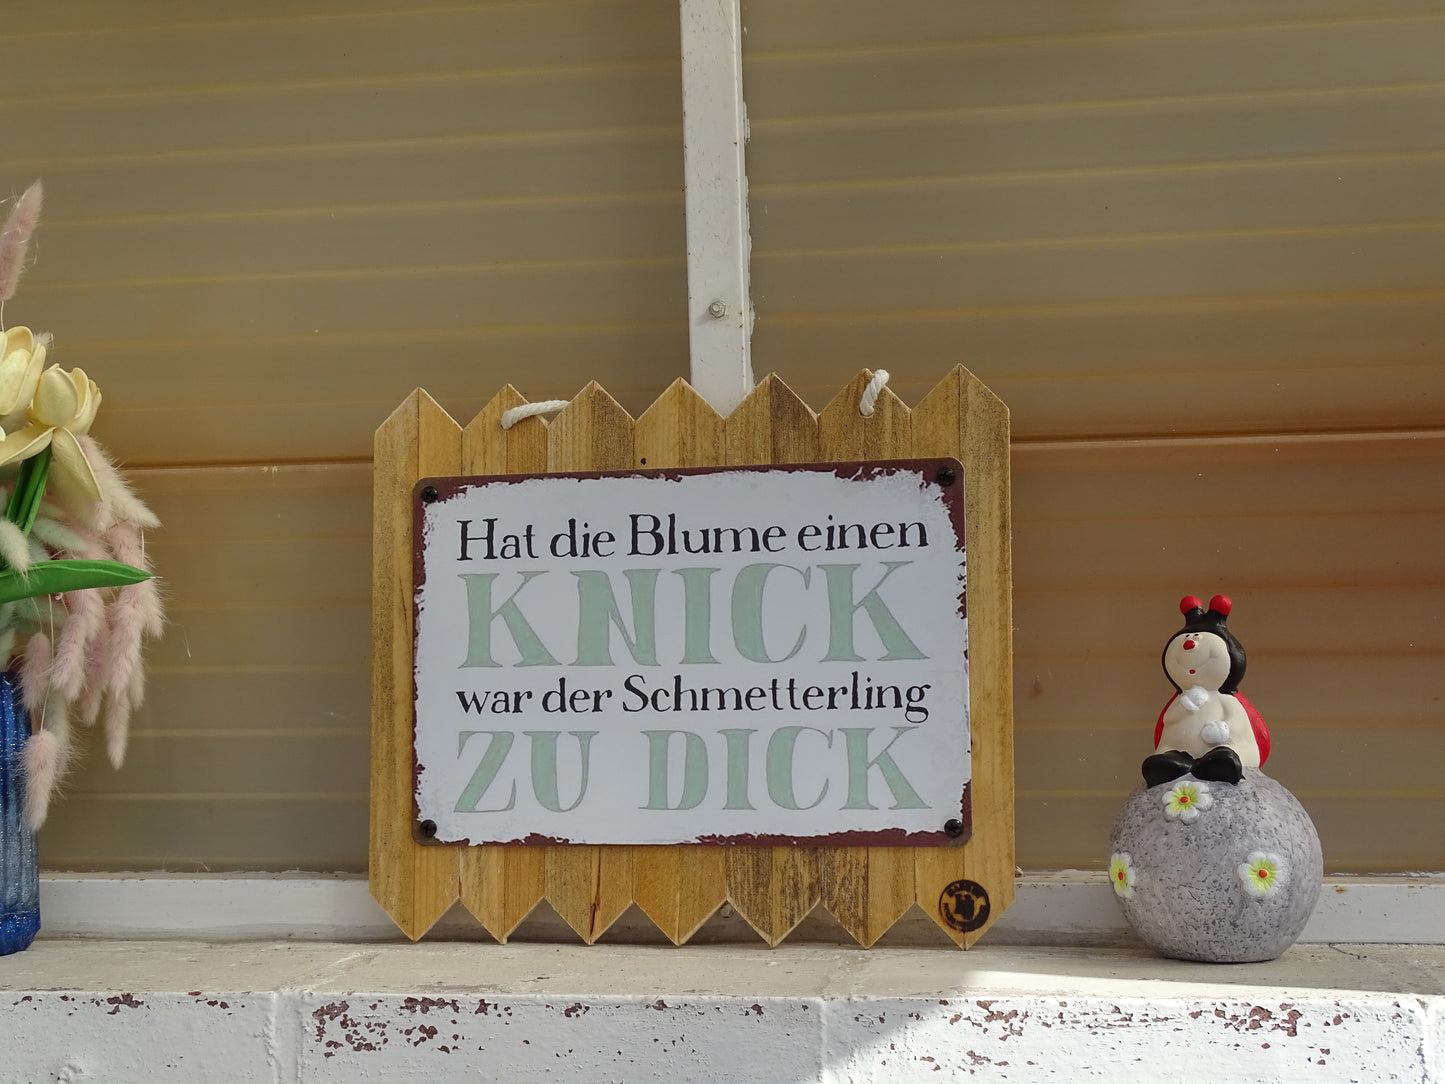 Hat die Blume einen
KNICK
war der Schmetterling
ZU DICK